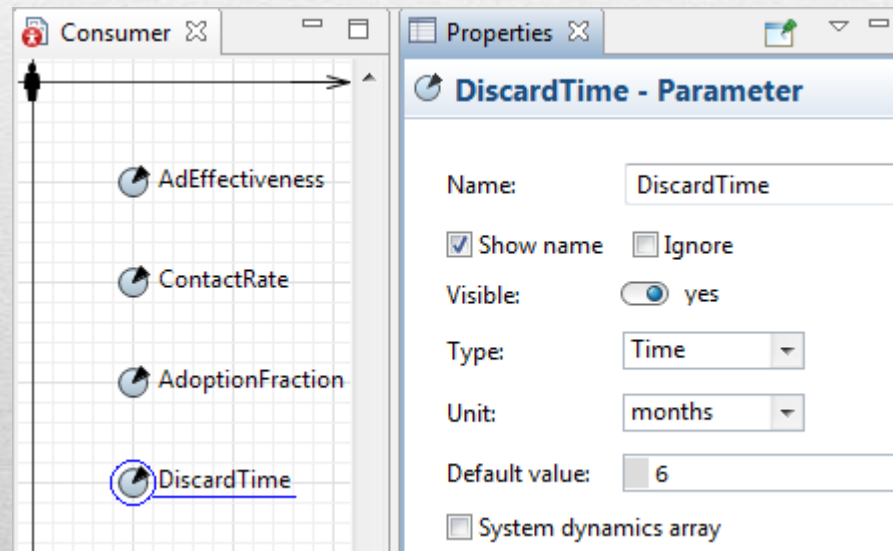 Consumer
AdEffectiveness
ContactRate
AdoptionFraction
DiscardTime
Properties
DiscardTime - Parameter
Name: DiscardTime
Show name Ignore
Visible: yes
Type: Time
Unit: months
Default value: 6
System dynamics array